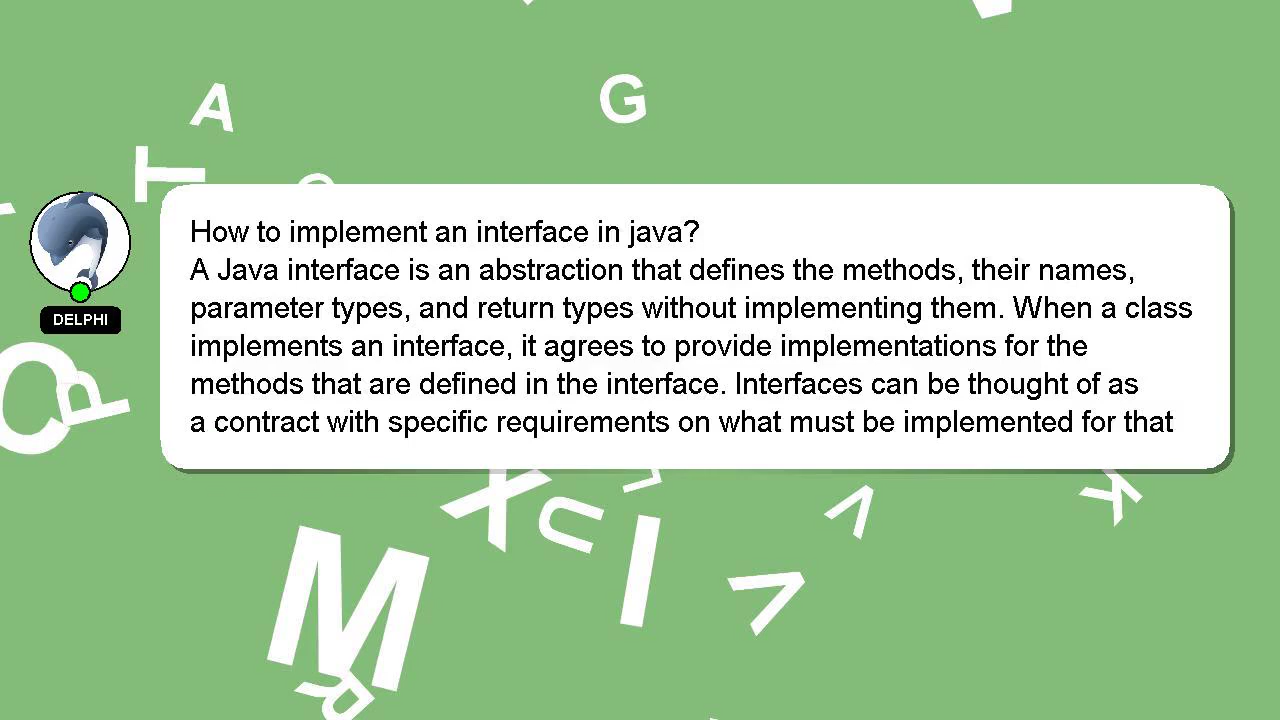 A
G
T
DELPHI
How to implement an interface in java?
A Java interface is an abstraction that defines the methods, their names,
parameter types, and return types without implementing them. When a class
implements an interface, it agrees to provide implementations for the
methods that are defined in the interface. Interfaces can be thought of as
a contract with specific requirements on what must be implemented for that
C
P
X
U
L
V
K
M
I
V
R